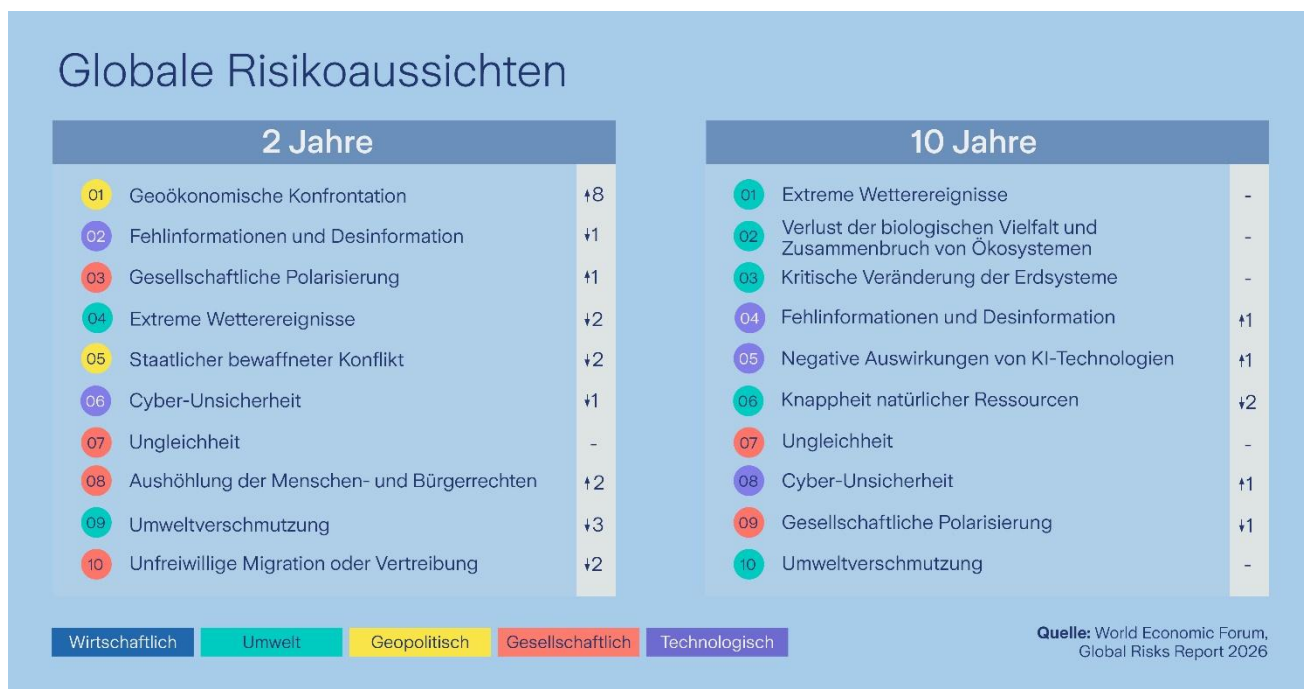 Globale Risikoaussichten
2 Jahre
01 Geoökonomische Konfrontation ↑8
02 Fehlinformationen und Desinformation ↓1
03 Gesellschaftliche Polarisierung ↑1
04 Extreme Wetterereignisse ↓2
05 Staatlicher bewaffneter Konflikt ↓2
06 Cyber-Unsicherheit ↓1
07 Ungleichheit -
08 Aushöhlung der Menschen- und Bürgerrechten ↑2
09 Umweltverschmutzung ↓3
10 Unfreiwillige Migration oder Vertreibung ↓2
10 Jahre
01 Extreme Wetterereignisse -
02 Verlust der biologischen Vielfalt und
Zusammenbruch von Ökosystemen -
03 Kritische Veränderung der Erdsysteme -
04 Fehlinformationen und Desinformation ↑1
05 Negative Auswirkungen von KI-Technologien ↑1
06 Knappheit natürlicher Ressourcen ↓2
07 Ungleichheit -
08 Cyber-Unsicherheit ↑1
09 Gesellschaftliche Polarisierung ↓1
10 Umweltverschmutzung -
Wirtschaftlich Umwelt Geopolitisch Gesellschaftlich Technologisch
Quelle: World Economic Forum,
Global Risks Report 2026